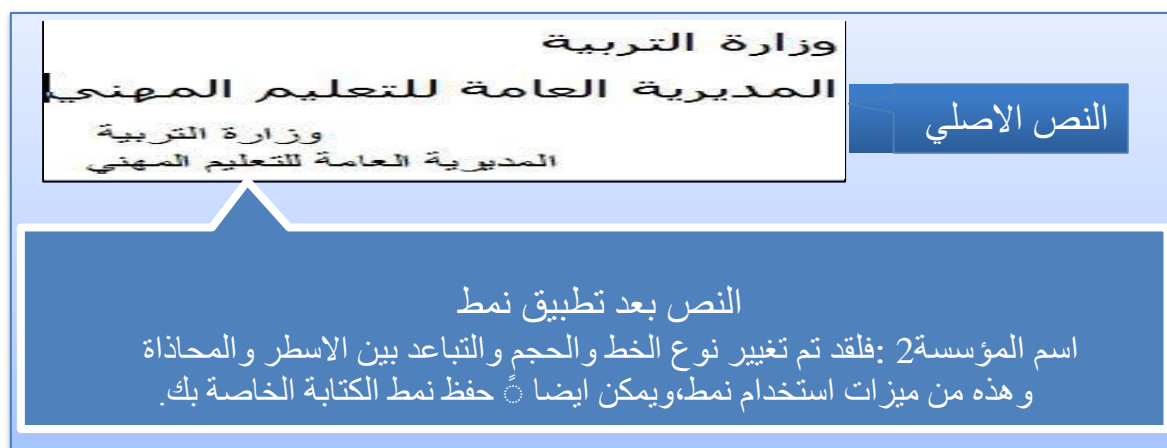 وزارة التربية
المديرية العامة للتعليم المهني
وزارة التربية
المديرية العامة للتعليم المهني
النص الاصلي
النص بعد تطبيق نمط
اسم المؤسسة2 :فلقد تم تغيير نوع الخط والحجم والتباعد بين الاسطر والمحاذاة
وهذه من ميزات استخدام نمط،ويمكن ايضا ً حفظ نمط الكتابة الخاصة بك.